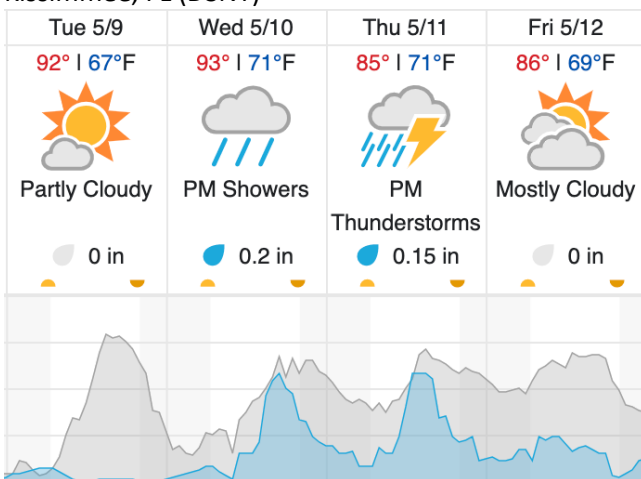 Tue 5/9
Wed 5/10
Thu 5/11
Fri 5/12
92° | 67°F
93° | 71°F
85° | 71°F
86° | 69°F
Partly Cloudy
PM Showers
PM
Thunderstorms
Mostly Cloudy
0 in
0.2 in
0.15 in
0 in